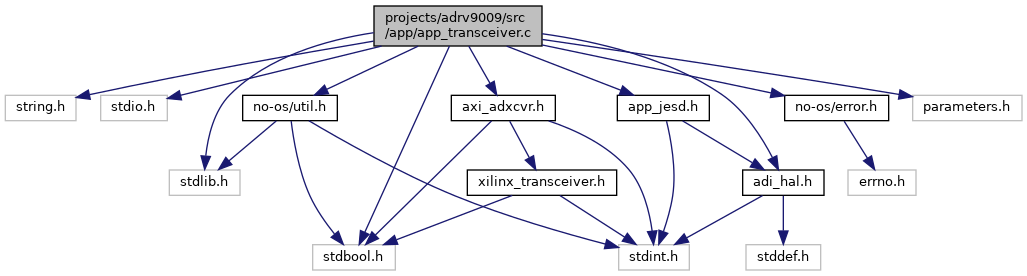 projects/adrv9009/src
/app/app_transceiver.c
string.h
stdio.h
no-os/util.h
axi_adxcvr.h
app_jesd.h
no-os/error.h
parameters.h
stdlib.h
xilinx_transceiver.h
adi_hal.h
errno.h
stdbool.h
stdint.h
stddef.h